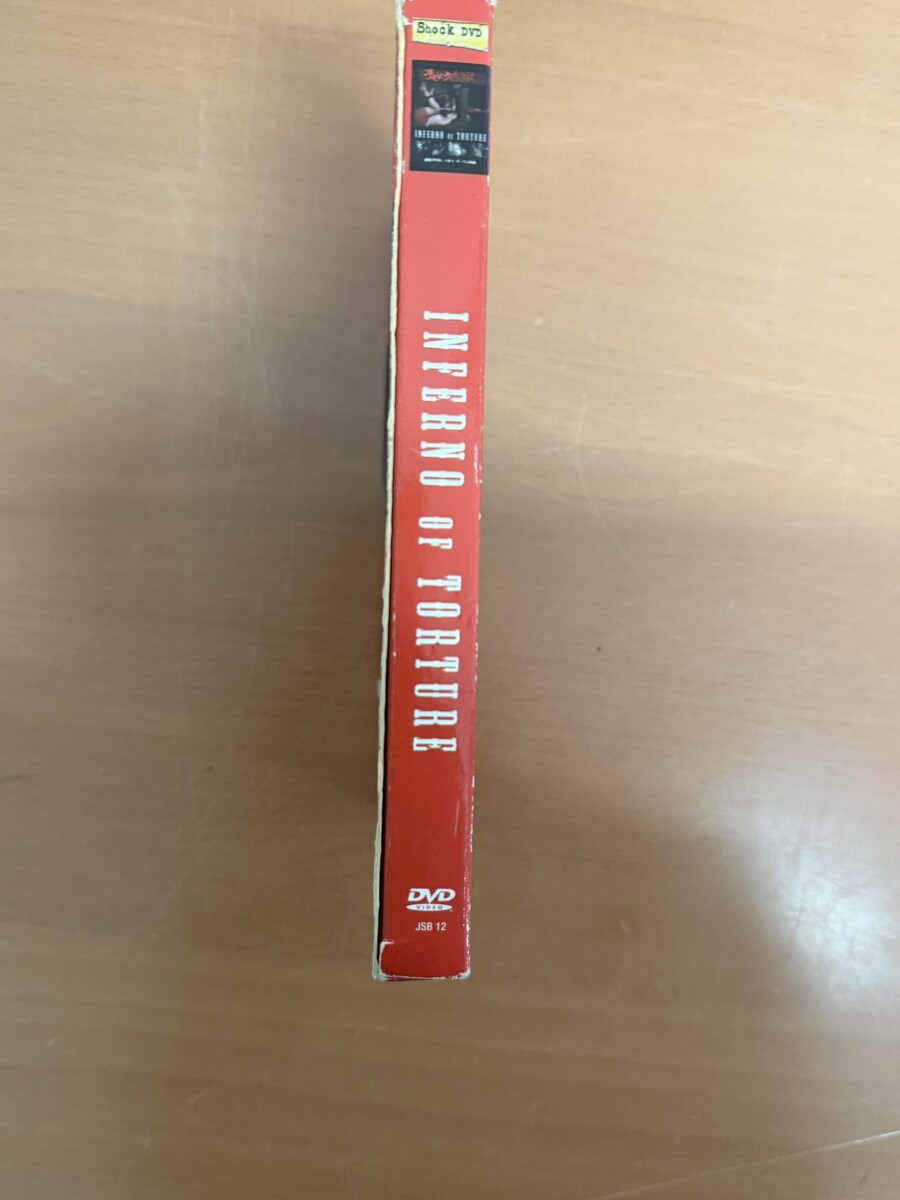 Shock DVD
INFERNO OF TORTURE
INFERNO OF TORTURE
DVD
VIDEO
JSB 12